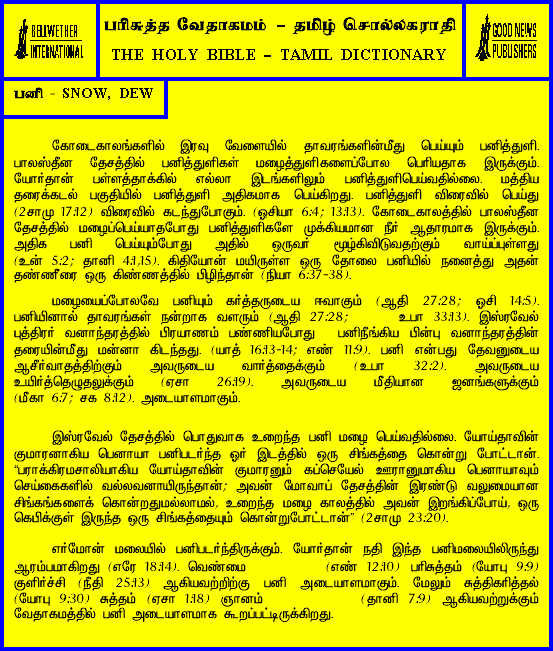 BELLWETHER
INTERNATIONAL
பரிசுத்த வேதாகமம் - தமிழ் சொல்லகராதி
THE HOLY BIBLE - TAMIL DICTIONARY
GOOD NEWS
PUBLISHERS
பனி - SNOW, DEW
கோடைகாலங்களில் இரவு வேளையில் தாவரங்களின்மீது பெய்யும் பனித்துளி.
பாலஸ்தீன தேசத்தில் பனித்துளிகள் மழைத்துளிகளைப்போல பெரியதாக இருக்கும்.
யோர்தான் பள்ளத்தாக்கில் எல்லா இடங்களிலும் பனித்துளிபெய்வதில்லை. மத்திய
தரைக்கடல் பகுதியில் பனித்துளி அதிகமாக பெய்கிறது. பனித்துளி விரைவில் பெய்து
(2சாமு 17:12) விரைவில் கடந்துபோகும். (ஓசியா 6:4; 13:13). கோடைகாலத்தில் பாலஸ்தீன
தேசத்தில் மழைப்பெய்யாதபோது பனித்துளிகளே முக்கியமான நீர் ஆதாரமாக இருக்கும்.
அதிக பனி பெய்யும்போது அதில் ஒருவர் மூழ்கிவிடுவதற்கும் வாய்ப்புள்ளது
(உன் 5:2; தானி 4:1,15). கிதியோன் மயிருள்ள ஒரு தோலை பனியில் நனைத்து அதன்
தண்ணீரை ஒரு கிண்ணத்தில் பிழிந்தான் (நியா 6:37-38).
மழையைப்போலவே பனியும் கர்த்தருடைய ஈவாகும் (ஆதி 27:28; ஓசி 14:5).
பனியினால் தாவரங்கள் நன்றாக வளரும் (ஆதி 27:28; உபா 33:13). இஸ்ரவேல்
புத்திரர் வனாந்தரத்தில் பிரயாணம் பண்ணியபோது பனிநீங்கிய பின்பு வனாந்தரத்தின்
தரையின்மீது மன்னா கிடந்தது. (யாத் 16:13-14; எண் 11:9). பனி என்பது தேவனுடைய
ஆசீர்வாதத்திற்கும் அவருடைய வார்த்தைக்கும் (உபா 32:2). அவருடைய
உயிர்த்தெழுதலுக்கும் (ஏசா 26:19). அவருடைய மீதியான ஜனங்களுக்கும்
(மீகா 6:7; சக 8:12). அடையாளமாகும்.
இஸ்ரவேல் தேசத்தில் பொதுவாக உறைந்த பனி மழை பெய்வதில்லை. யோய்தாவின்
குமாரனாகிய பெனாயா பனிபடர்ந்த ஓர் இடத்தில் ஒரு சிங்கத்தை கொன்று போட்டான்.
"பராக்கிரமசாலியாகிய யோய்தாவின் குமாரனும் கப்செயேல் ஊரானுமாகிய பெனாயாவும்
செய்கைகளில் வல்லவனாயிருந்தான்; அவன் மோவாப் தேசத்தின் இரண்டு வலுமையான
சிங்கங்களைக் கொன்றதுமல்லாமல், உறைந்த மழை காலத்தில் அவன் இறங்கிப்போய், ஒரு
கெபிக்குள் இருந்த ஒரு சிங்கத்தையும் கொன்றுபோட்டான்" (2சாமு 23:20).
எர்மோன் மலையில் பனிபடர்ந்திருக்கும். யோர்தான் நதி இந்த பனிமலையிலிருந்து
ஆரம்பமாகிறது (எரே 18:14). வெண்மை (எண் 12:10) பரிசுத்தம் (யோபு 9:9)
குளிர்ச்சி (நீதி 25:13) ஆகியவற்றிற்கு பனி அடையாளமாகும். மேலும் சுத்திகரித்தல்
(யோபு 9:30) சுத்தம் (ஏசா 1:18) ஞானம் (தானி 7:9) ஆகியவற்றுக்கும்
வேதாகமத்தில் பனி அடையாளமாக கூறப்பட்டிருக்கிறது.